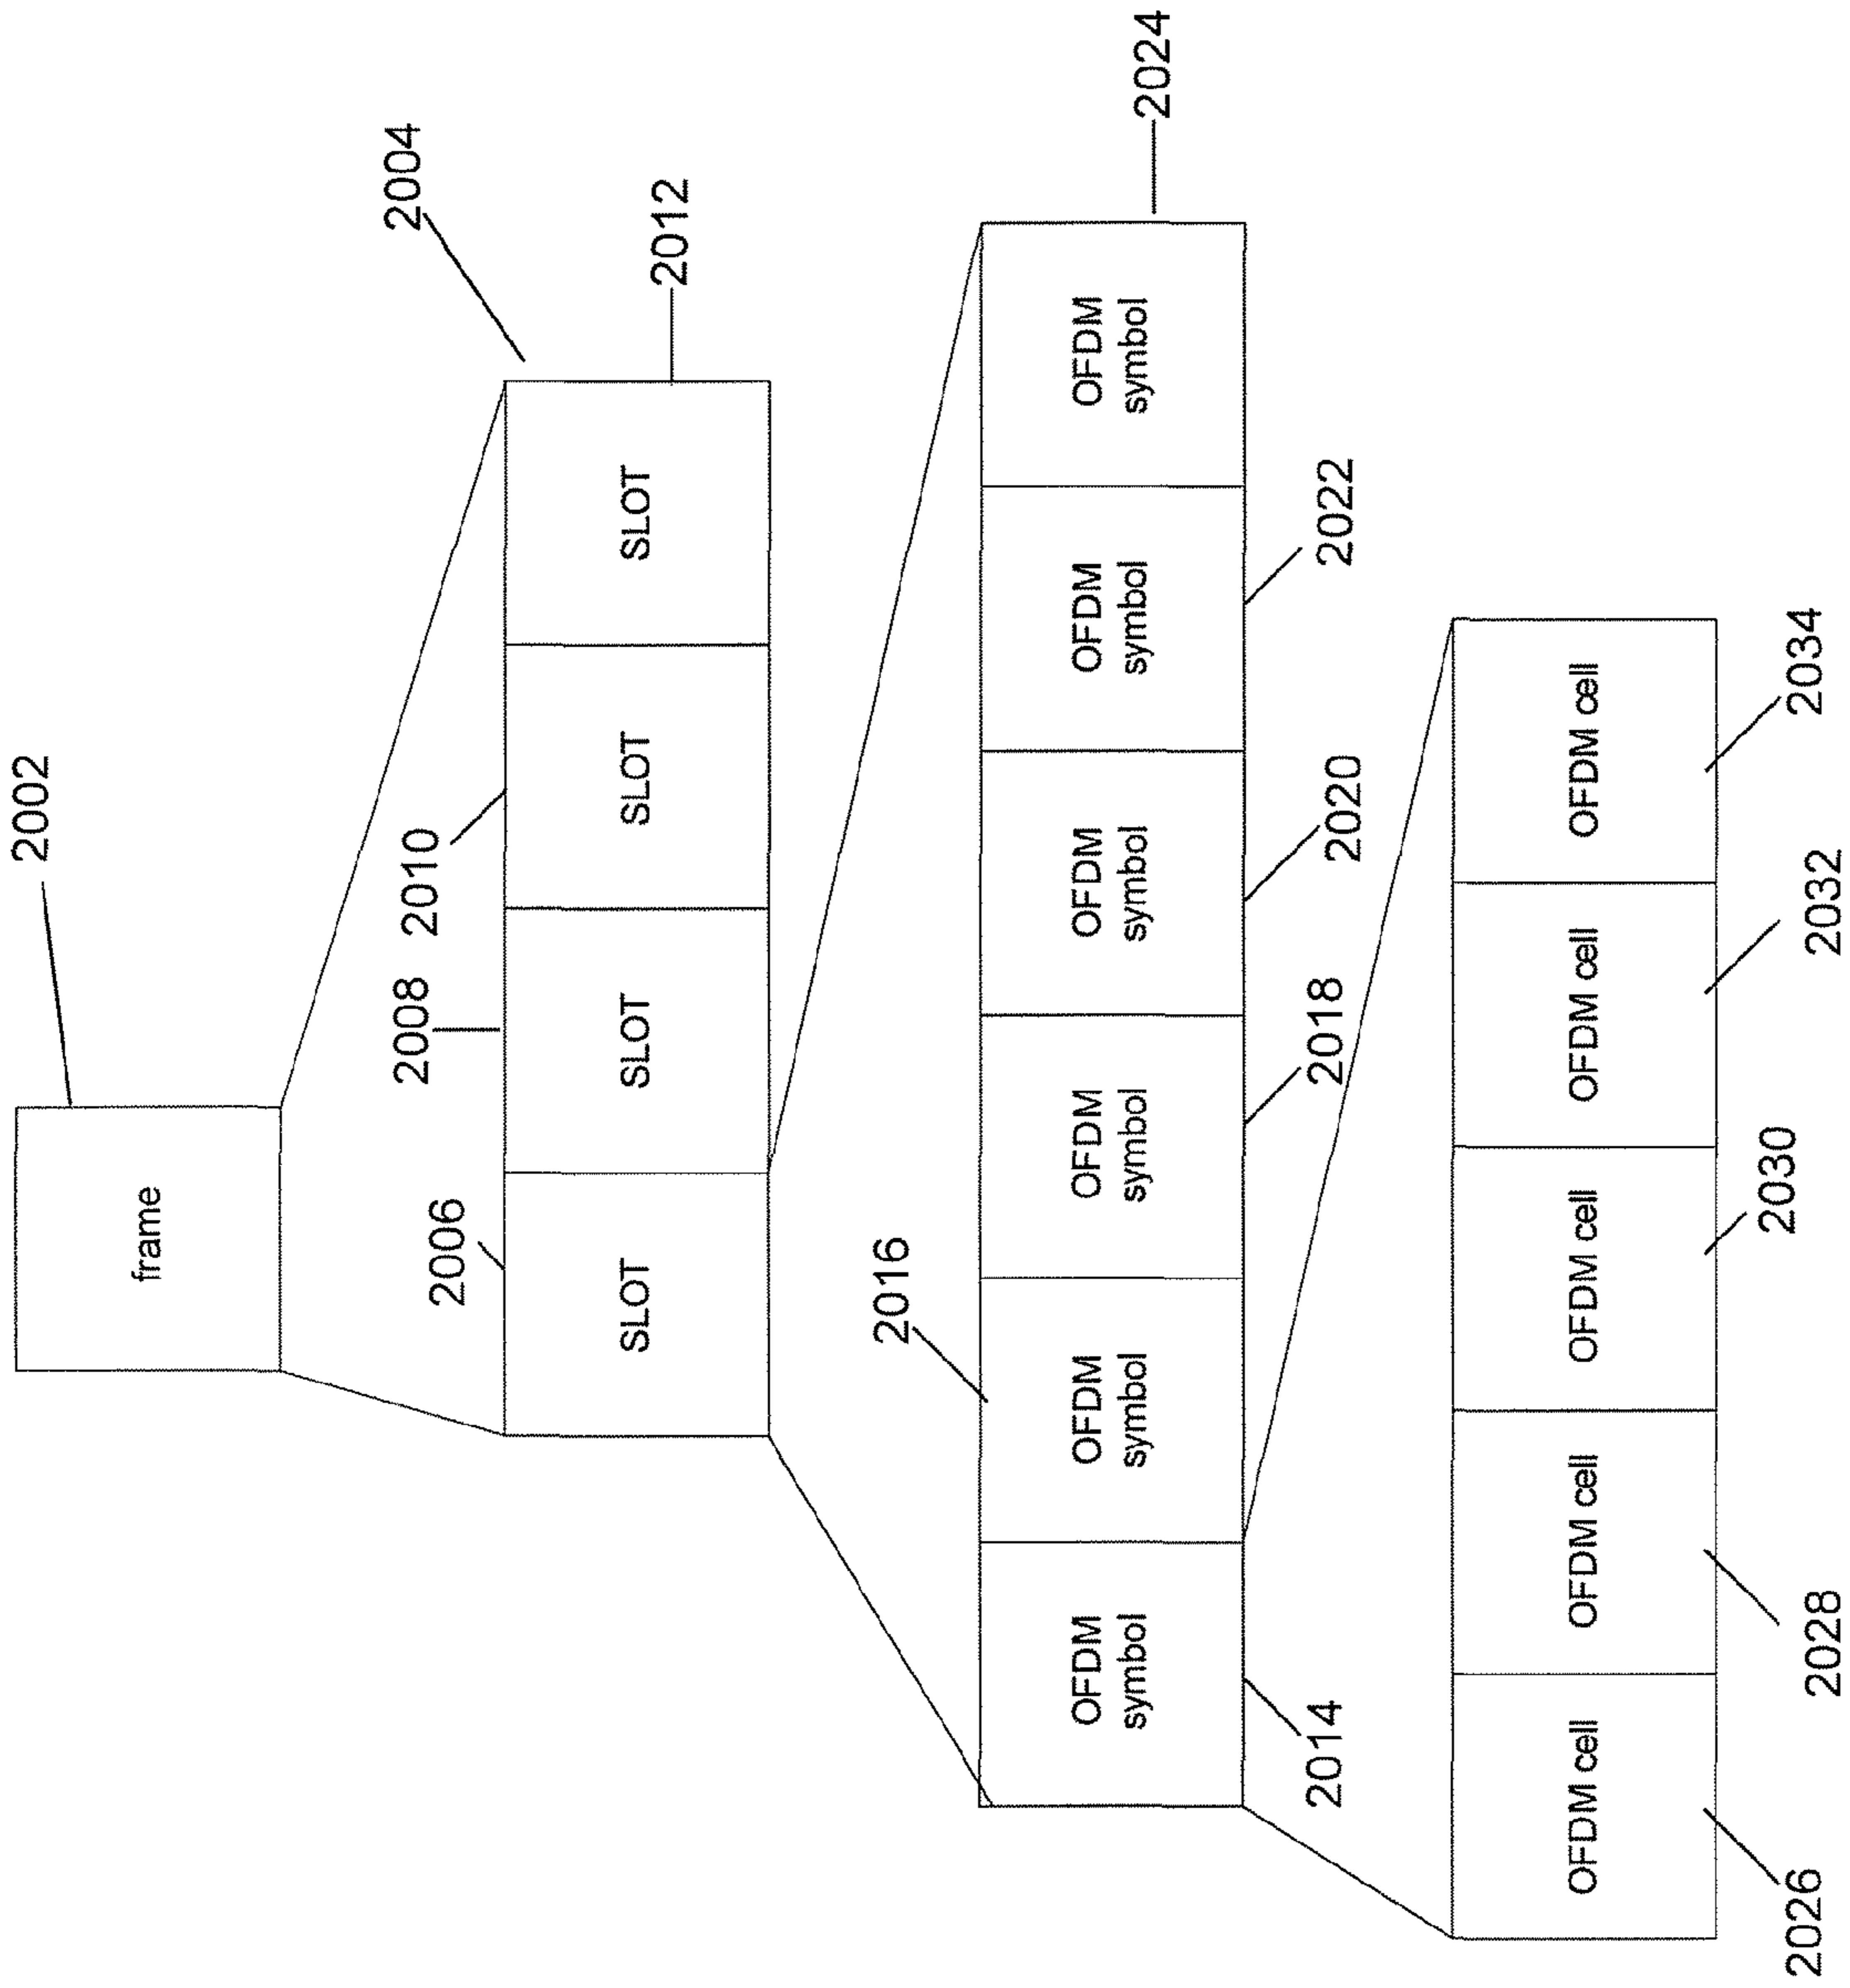 2002
frame
2004
2006
2008
2010
2012
SLOT
SLOT
SLOT
SLOT
2016
2024
OFDM
symbol
OFDM
symbol
OFDM
symbol
OFDM
symbol
OFDM
symbol
OFDM
symbol
2014
2018
2020
2022
OFDM cell
OFDM cell
OFDM cell
OFDM cell
OFDM cell
2026
2028
2030
2032
2034